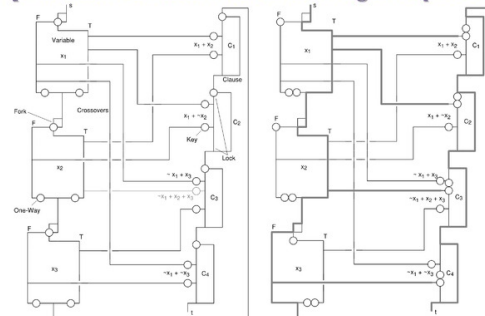 s
F
T
Variable
x₁
x₁ + x₂
C₁
Clause
Fork
Crossovers
x₁ + ~x₂
C₂
F
T
Key
x₂
Lock
~ x₁ + x₃
~x₁ + x₂ + x₃
C₃
One-Way
F
T
x₃
~x₁ + ~x₃
C₄
t
s
F
T
x₁
x₁ + x₂
C₁
x₁ + ~x₂
C₂
F
T
x₂
~ x₁ + x₃
~x₁ + x₂ + x₃
C₃
F
T
x₃
C₄
t